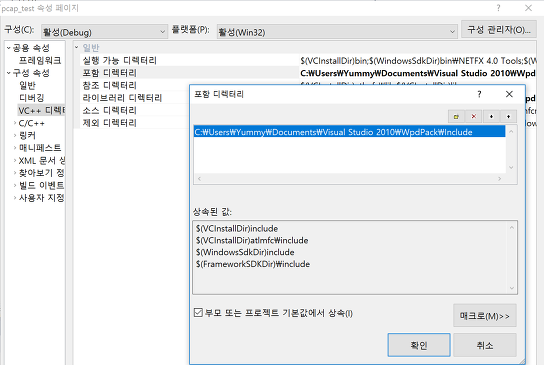 pcap_test 속성 페이지
구성(C): 활성(Debug) 플랫폼(P): 활성(Win32) 구성 관리자(O)...
공용 속성
프레임워크
구성 속성
일반
디버깅
VC++ 디렉터
C/C++
링커
매니페스트
XML 문서 생
찾아보기 정
빌드 이벤트
사용자 지정
일반
실행 가능 디렉터리 $(VCInstallDir)bin;$(WindowsSdkDir)bin\NETFX 4.0 Tools;$(W
포함 디렉터리 C:\Users\Yummy\Documents\Visual Studio 2010\Wpd
참조 디렉터리
라이브러리 디렉터리
소스 디렉터리
제외 디렉터리
포함 디렉터리
C:\Users\Yummy\Documents\Visual Studio 2010\WpdPack\Include
상속된 값:
$(VCInstallDir)include
$(VCInstallDir)atlmfc\include
$(WindowsSdkDir)include
$(FrameworkSDKDir)\include
부모 또는 프로젝트 기본값에서 상속(I)
매크로(M)>>
확인 취소